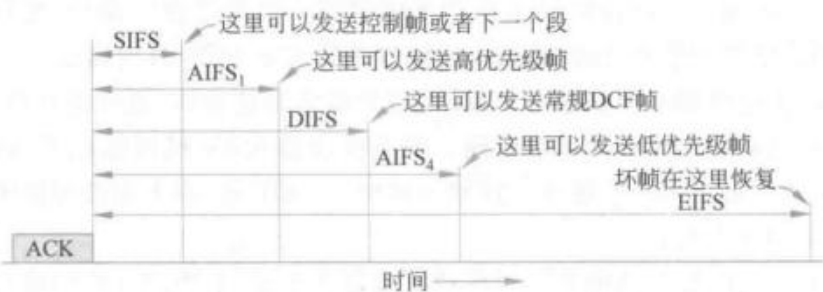 这里可以发送控制帧或者下一个段
SIFS
这里可以发送高优先级帧
AIFS₁
这里可以发送常规DCF帧
DIFS
这里可以发送低优先级帧
AIFS₄
坏帧在这里恢复
EIFS
ACK
时间